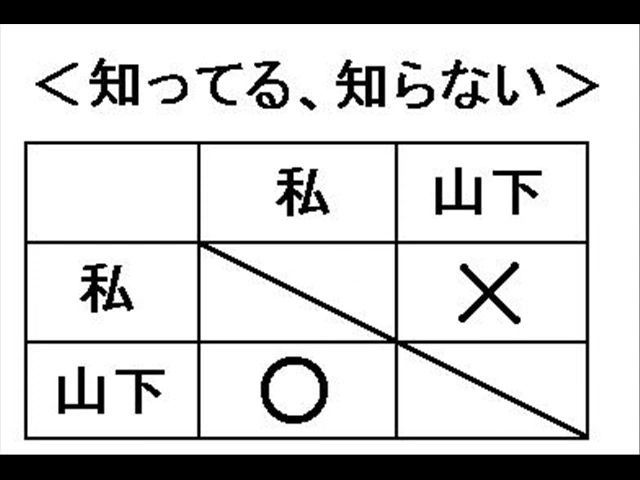 ＜知ってる、知らない＞
私 山下
私 ×
山下 ○